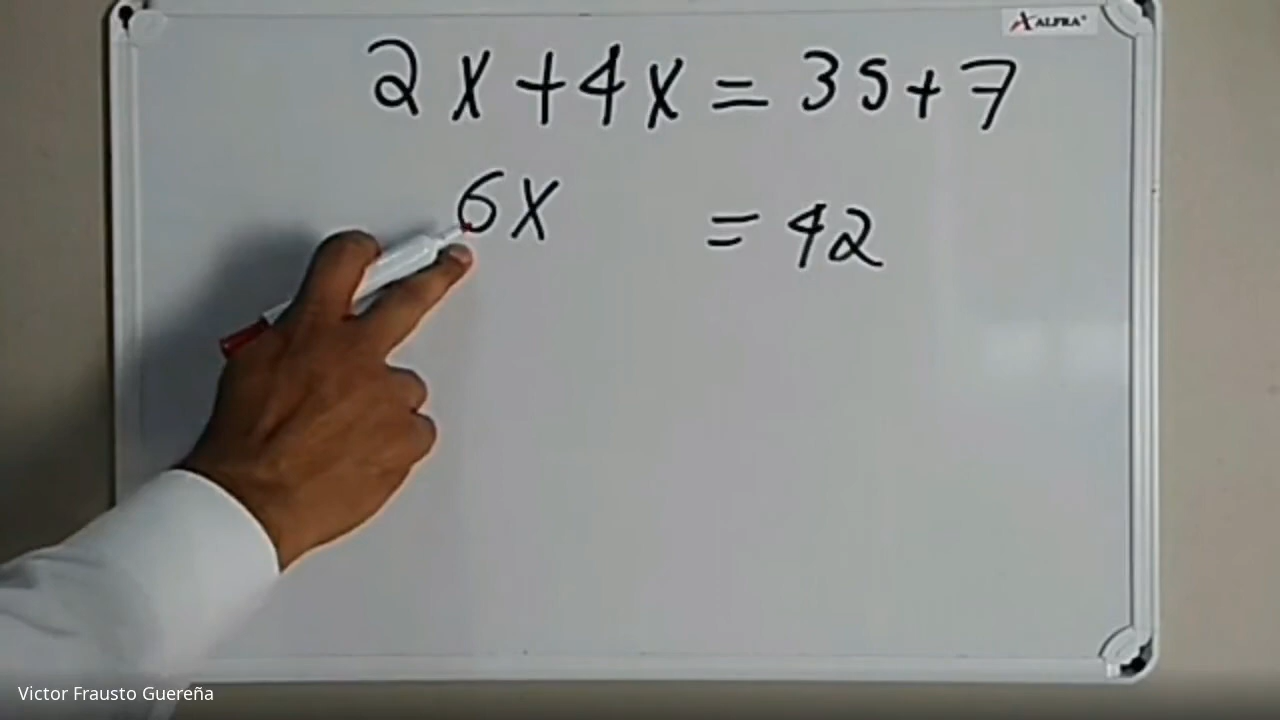 ALFRA
2x+4x=35+7
6x = 42
Victor Frausto Guereña